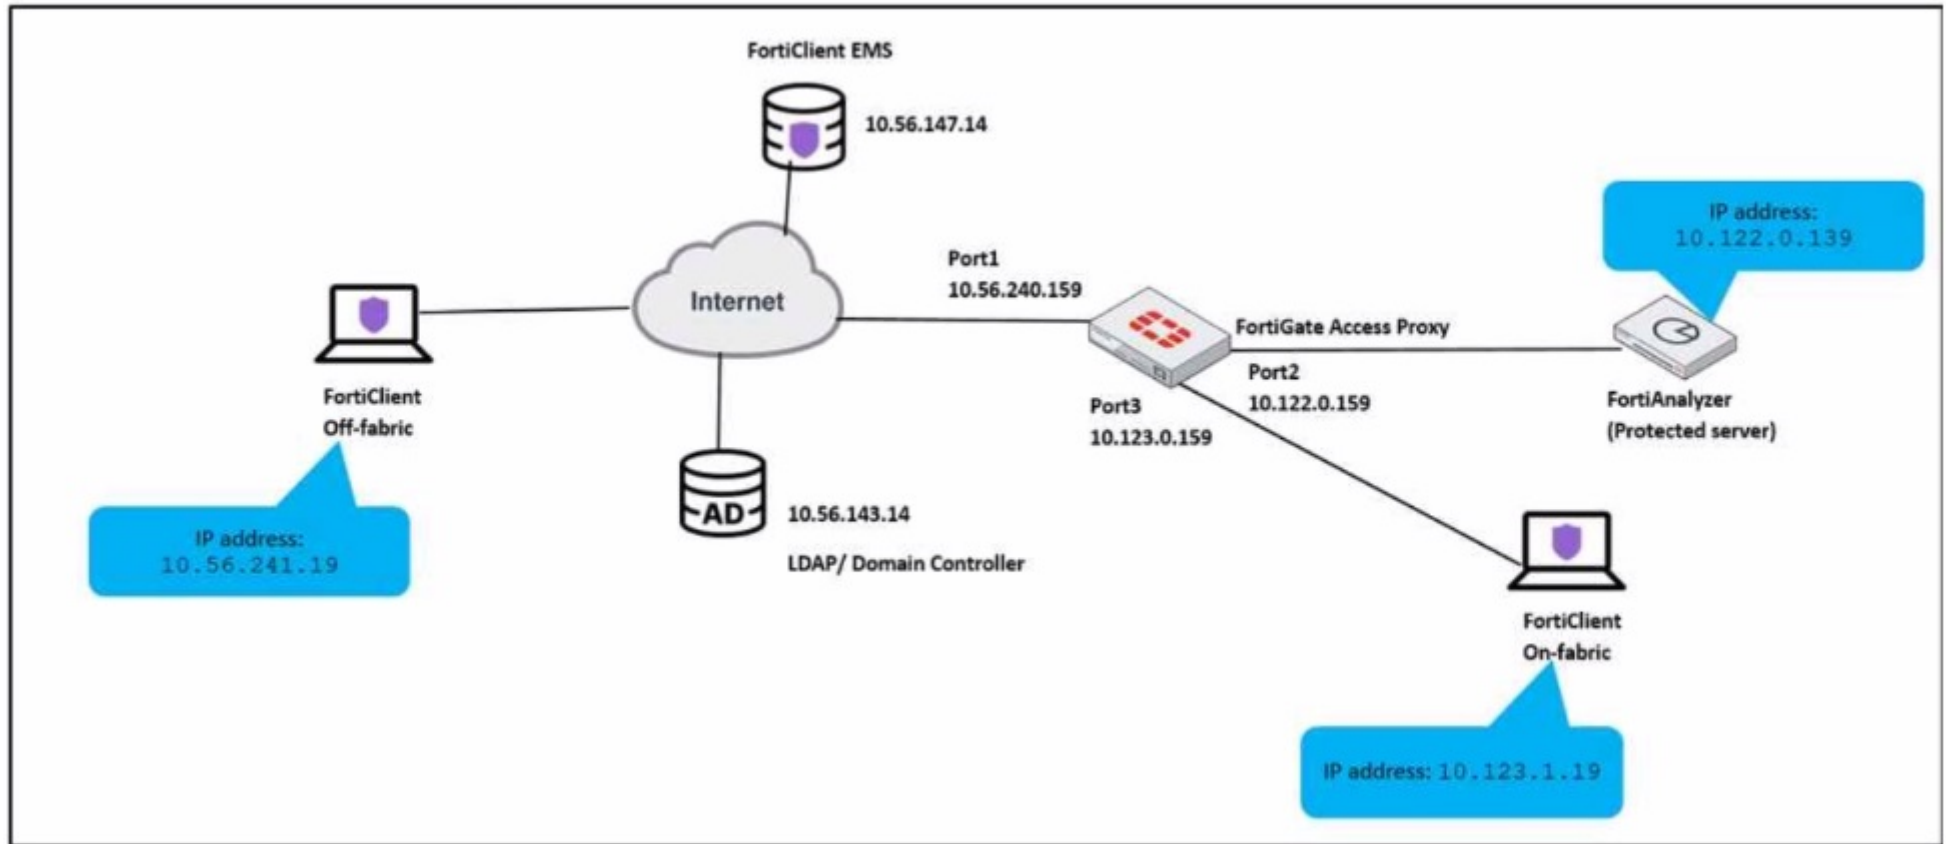 FortiClient EMS
10.56.147.14
IP address:
10.122.0.139
Port1
10.56.240.159
Internet
FortiGate Access Proxy
Port2
10.122.0.159
FortiClient
Off-fabric
Port3
10.123.0.159
FortiAnalyzer
(Protected server)
IP address:
10.56.241.19
AD
10.56.143.14
LDAP/ Domain Controller
FortiClient
On-fabric
IP address: 10.123.1.19